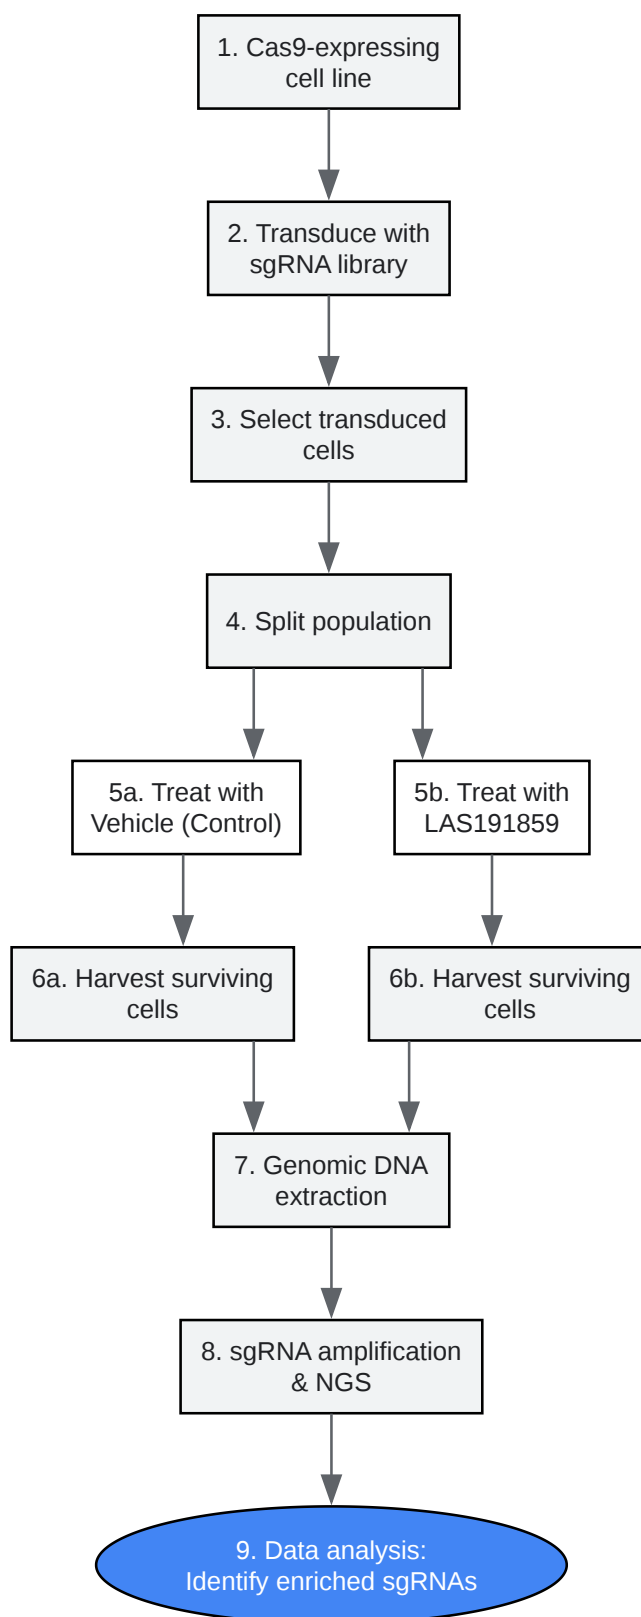 1. Cas9-expressing
cell line
2. Transduce with
sgRNA library
3. Select transduced
cells
4. Split population
5a. Treat with
Vehicle (Control)
5b. Treat with
LAS191859
6a. Harvest surviving
cells
6b. Harvest surviving
cells
7. Genomic DNA
extraction
8. sgRNA amplification
& NGS
9. Data analysis:
Identify enriched sgRNAs